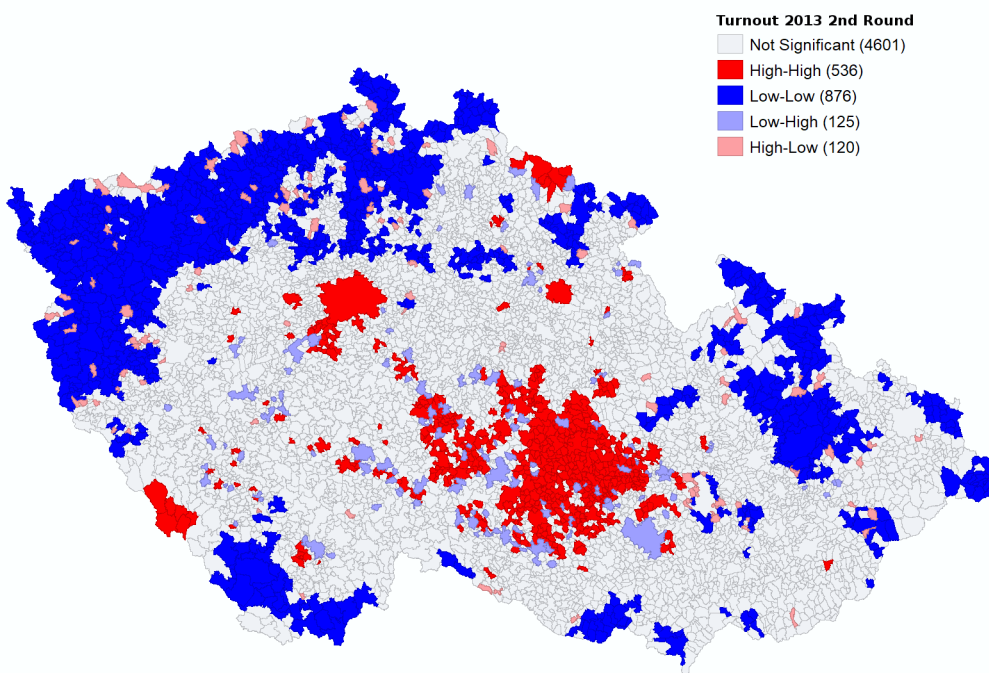 Turnout 2013 2nd Round
Not Significant (4601)
High-High (536)
Low-Low (876)
Low-High (125)
High-Low (120)